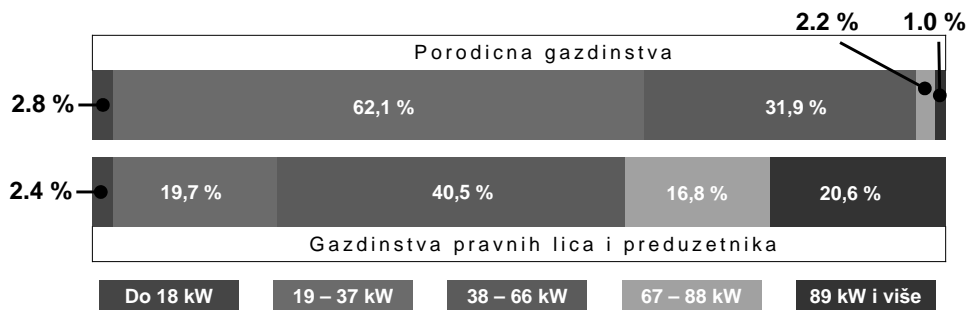 2.2 % 1.0 %
Porodicna gazdinstva
2.8 % 62,1 % 31,9 %
2.4 % 19,7 % 40,5 % 16,8 % 20,6 %
Gazdinstva pravnih lica i preduzetnika
Do 18 kW 19 – 37 kW 38 – 66 kW 67 – 88 kW 89 kW i više